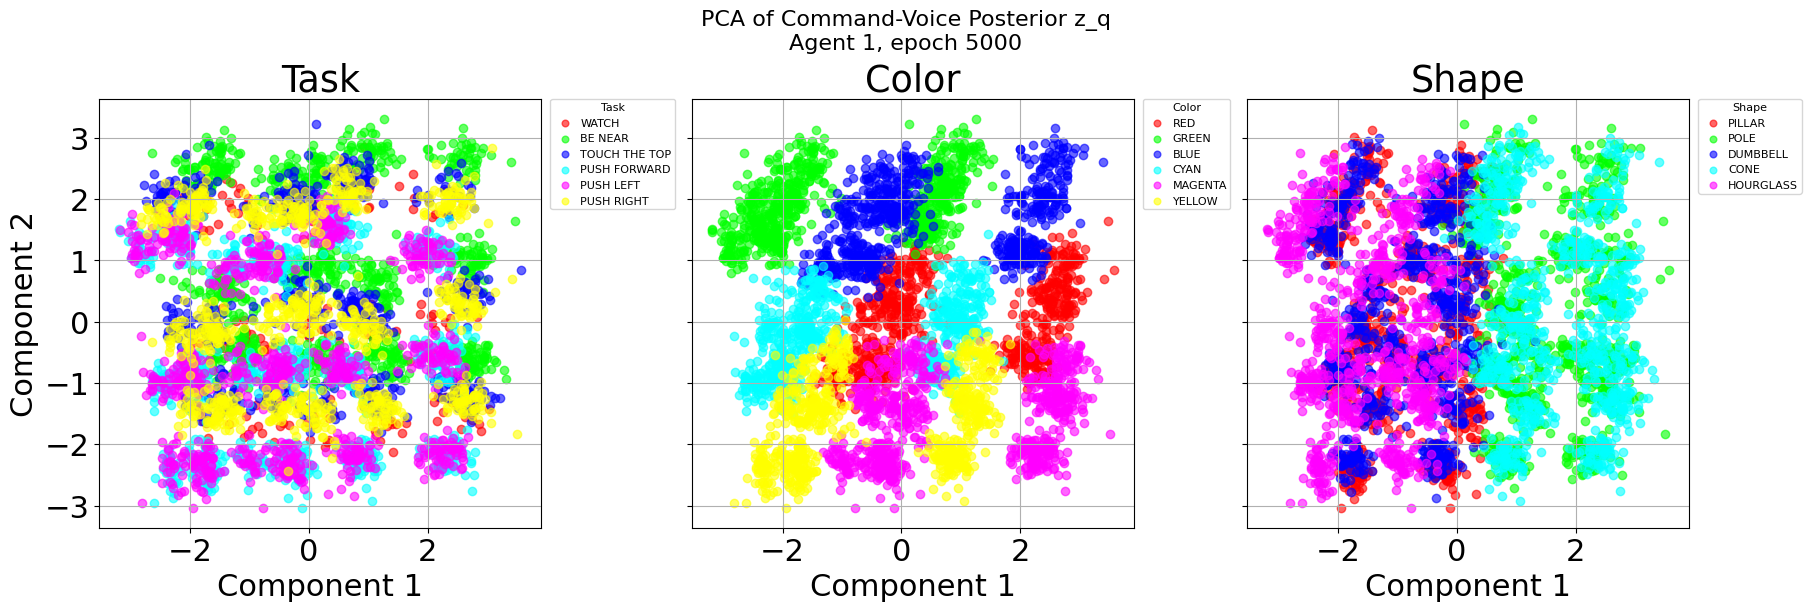 PCA of Command-Voice Posterior z_q
Agent 1, epoch 5000
Task
Color
Shape
Component 2
3
2
1
0
−1
−2
−3
−2 0 2
Component 1
Task
WATCH
BE NEAR
TOUCH THE TOP
PUSH FORWARD
PUSH LEFT
PUSH RIGHT
−2 0 2
Component 1
Color
RED
GREEN
BLUE
CYAN
MAGENTA
YELLOW
−2 0 2
Component 1
Shape
PILLAR
POLE
DUMBBELL
CONE
HOURGLASS